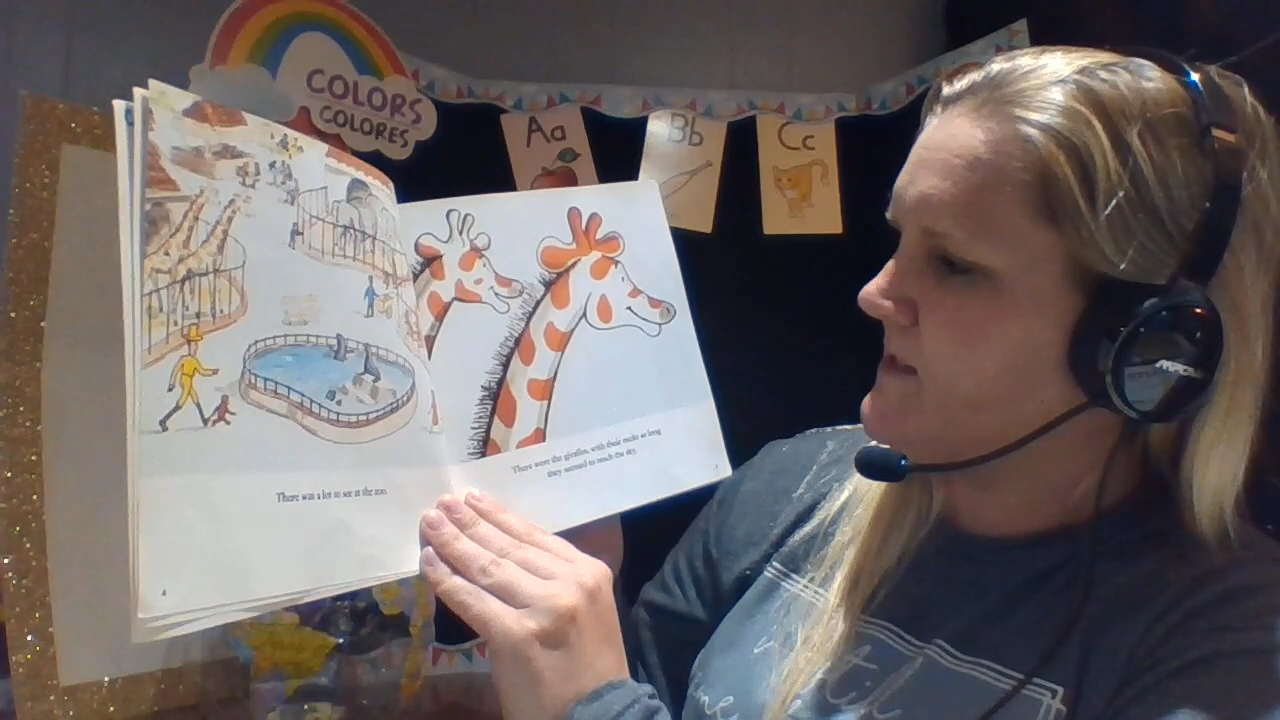 COLORS
COLORES
Aa
Bb
Cc
There was a lot to see at the zoo.
4
There were the giraffes, with their necks so long
they seemed to reach the sky.